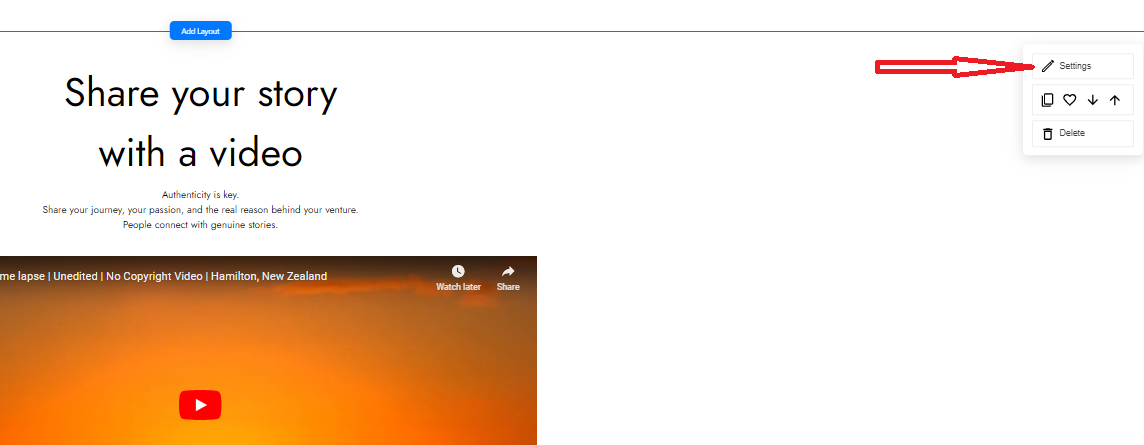 Add Layout
Settings
Delete
Share your story
with a video
Authenticity is key.
Share your journey, your passion, and the real reason behind your venture.
People connect with genuine stories.
me lapse | Unedited | No Copyright Video | Hamilton, New Zealand
Watch later
Share